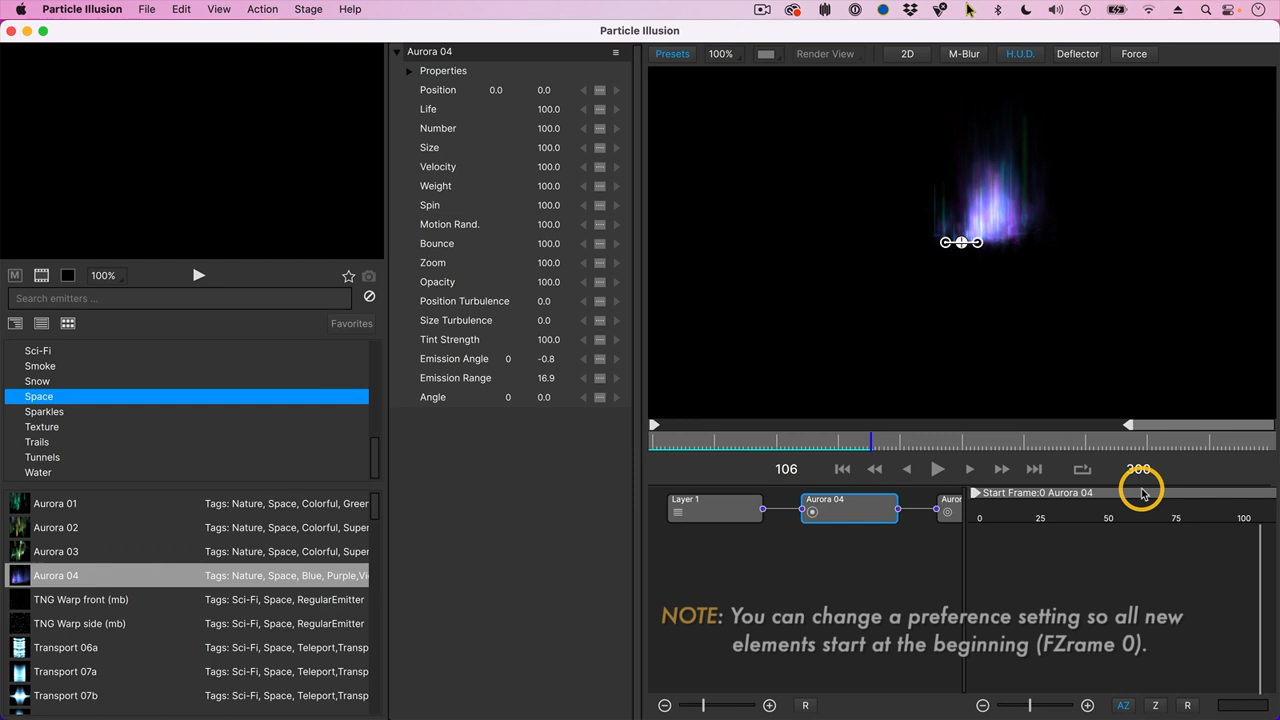 Particle Illusion File Edit View Action Stage Help
Particle Illusion
Aurora 04
Presets 100% Render View 2D M-Blur H.U.D. Deflector Force
Properties
Position 0.0 0.0
Life 100.0
Number 100.0
Size 100.0
Velocity 100.0
Weight 100.0
Spin 100.0
Motion Rand. 100.0
Bounce 100.0
Zoom 100.0
Opacity 100.0
Position Turbulence 0.0
Size Turbulence 0.0
Tint Strength 100.0
Emission Angle 0 -0.8
Emission Range 16.9
Angle 0 0.0
M 100%
Search emitters ...
Favorites
Sci-Fi
Smoke
Snow
Space
Sparkles
Texture
Trails
Tunnels
Water
Aurora 01 Tags: Nature, Space, Colorful, Green
Aurora 02 Tags: Nature, Space, Colorful, Super
Aurora 03 Tags: Nature, Space, Colorful, Super
Aurora 04 Tags: Nature, Space, Blue, Purple,Vi
TNG Warp front (mb) Tags: Sci-Fi, Space, RegularEmitter
TNG Warp side (mb) Tags: Sci-Fi, Space, RegularEmitter
Transport 06a Tags: Sci-Fi, Space, Teleport,Transp
Transport 07a Tags: Sci-Fi, Space, Teleport,Transp
Transport 07b Tags: Sci-Fi, Space, Teleport,Transp
106 300
Layer 1 Aurora 04 Auror
Start Frame:0 Aurora 04
0 25 50 75 100
NOTE: You can change a preference setting so all new
elements start at the beginning (FZrame 0).
R AZ Z R